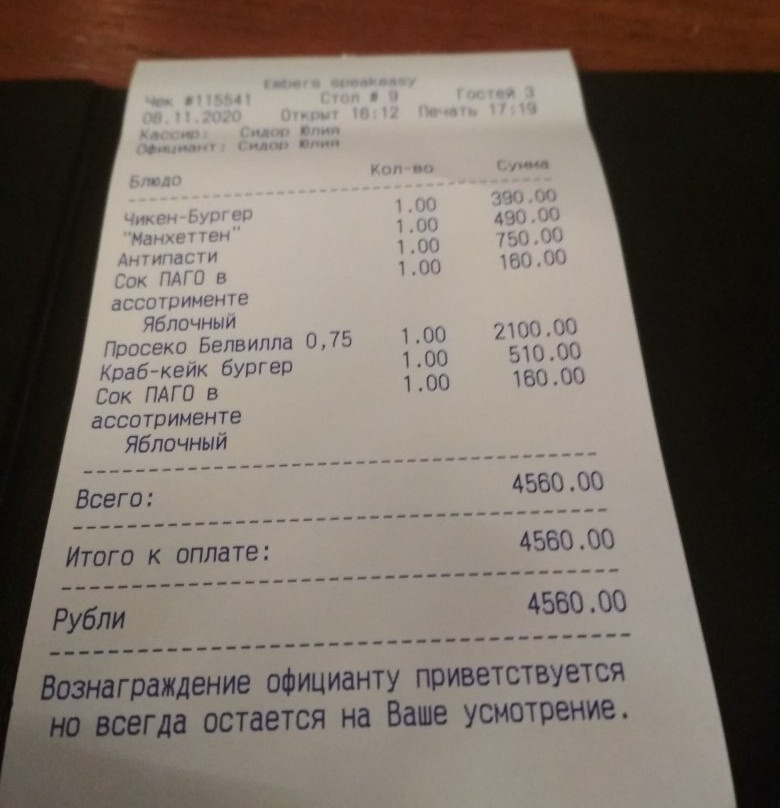 Embers speakeasy
Чек #115541 Стол # 9 Гостей 3
08.11.2020 Открыт 16:12 Печать 17:19
Кассир: Сидор Юлия
Официант: Сидор Юлия
Блюдо Кол-во Сумма
Чикен-Бургер 1.00 390.00
"Манхеттен" 1.00 490.00
Антипасти 1.00 750.00
Сок ПАГО в 1.00 160.00
ассотрименте
Яблочный
Просеко Белвилла 0,75 1.00 2100.00
Краб-кейк бургер 1.00 510.00
Сок ПАГО в 1.00 160.00
ассотрименте
Яблочный
Всего: 4560.00
Итого к оплате: 4560.00
Рубли 4560.00
Вознаграждение официанту приветствуется
но всегда остается на Ваше усмотрение.